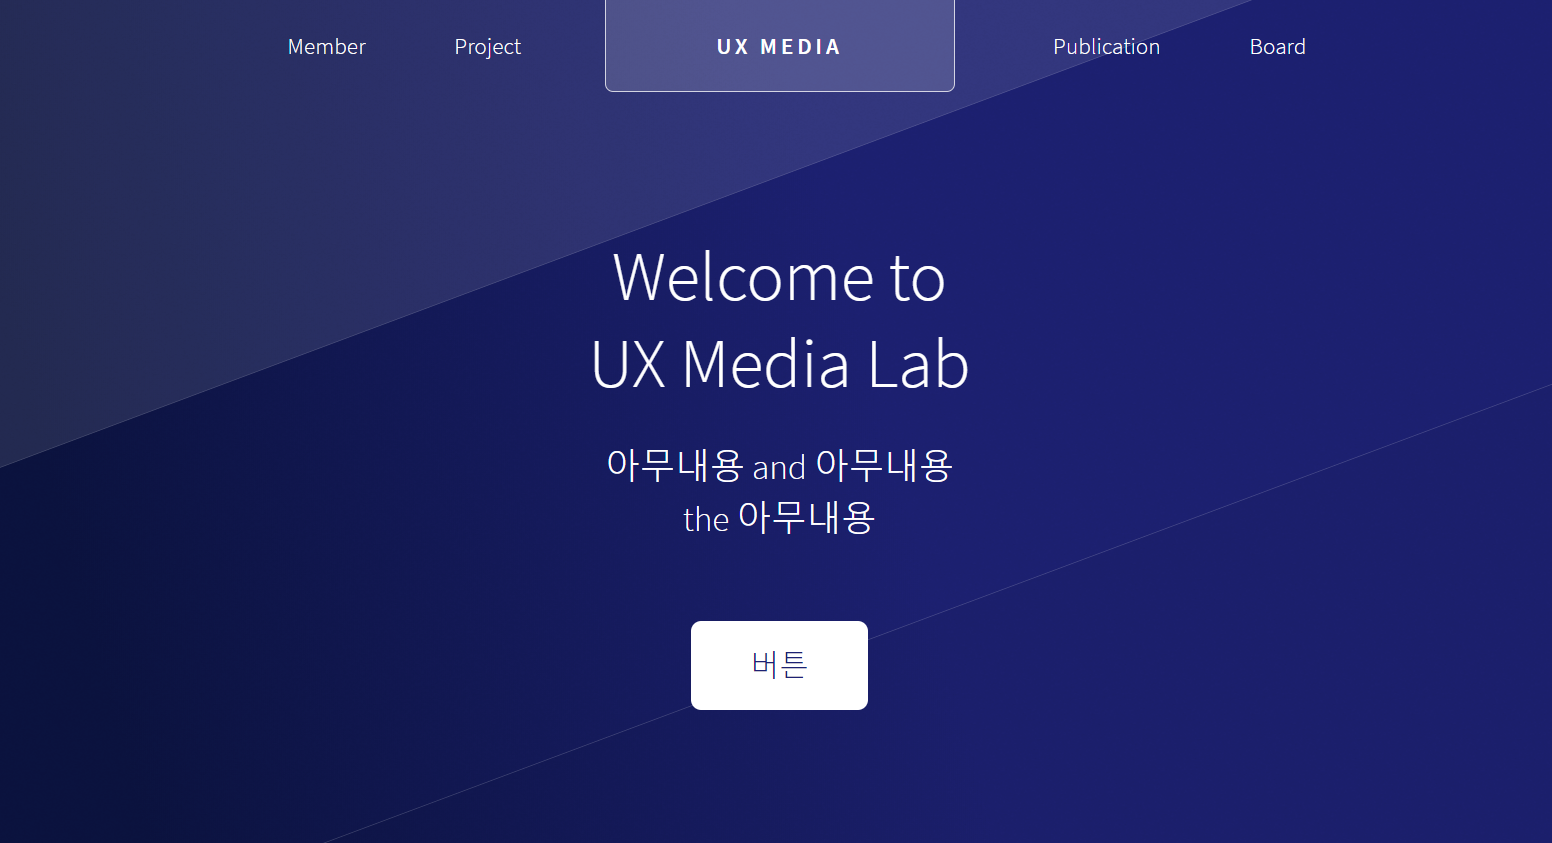 Member Project UX MEDIA Publication Board
Welcome to
UX Media Lab
아무내용 and 아무내용
the 아무내용
버튼